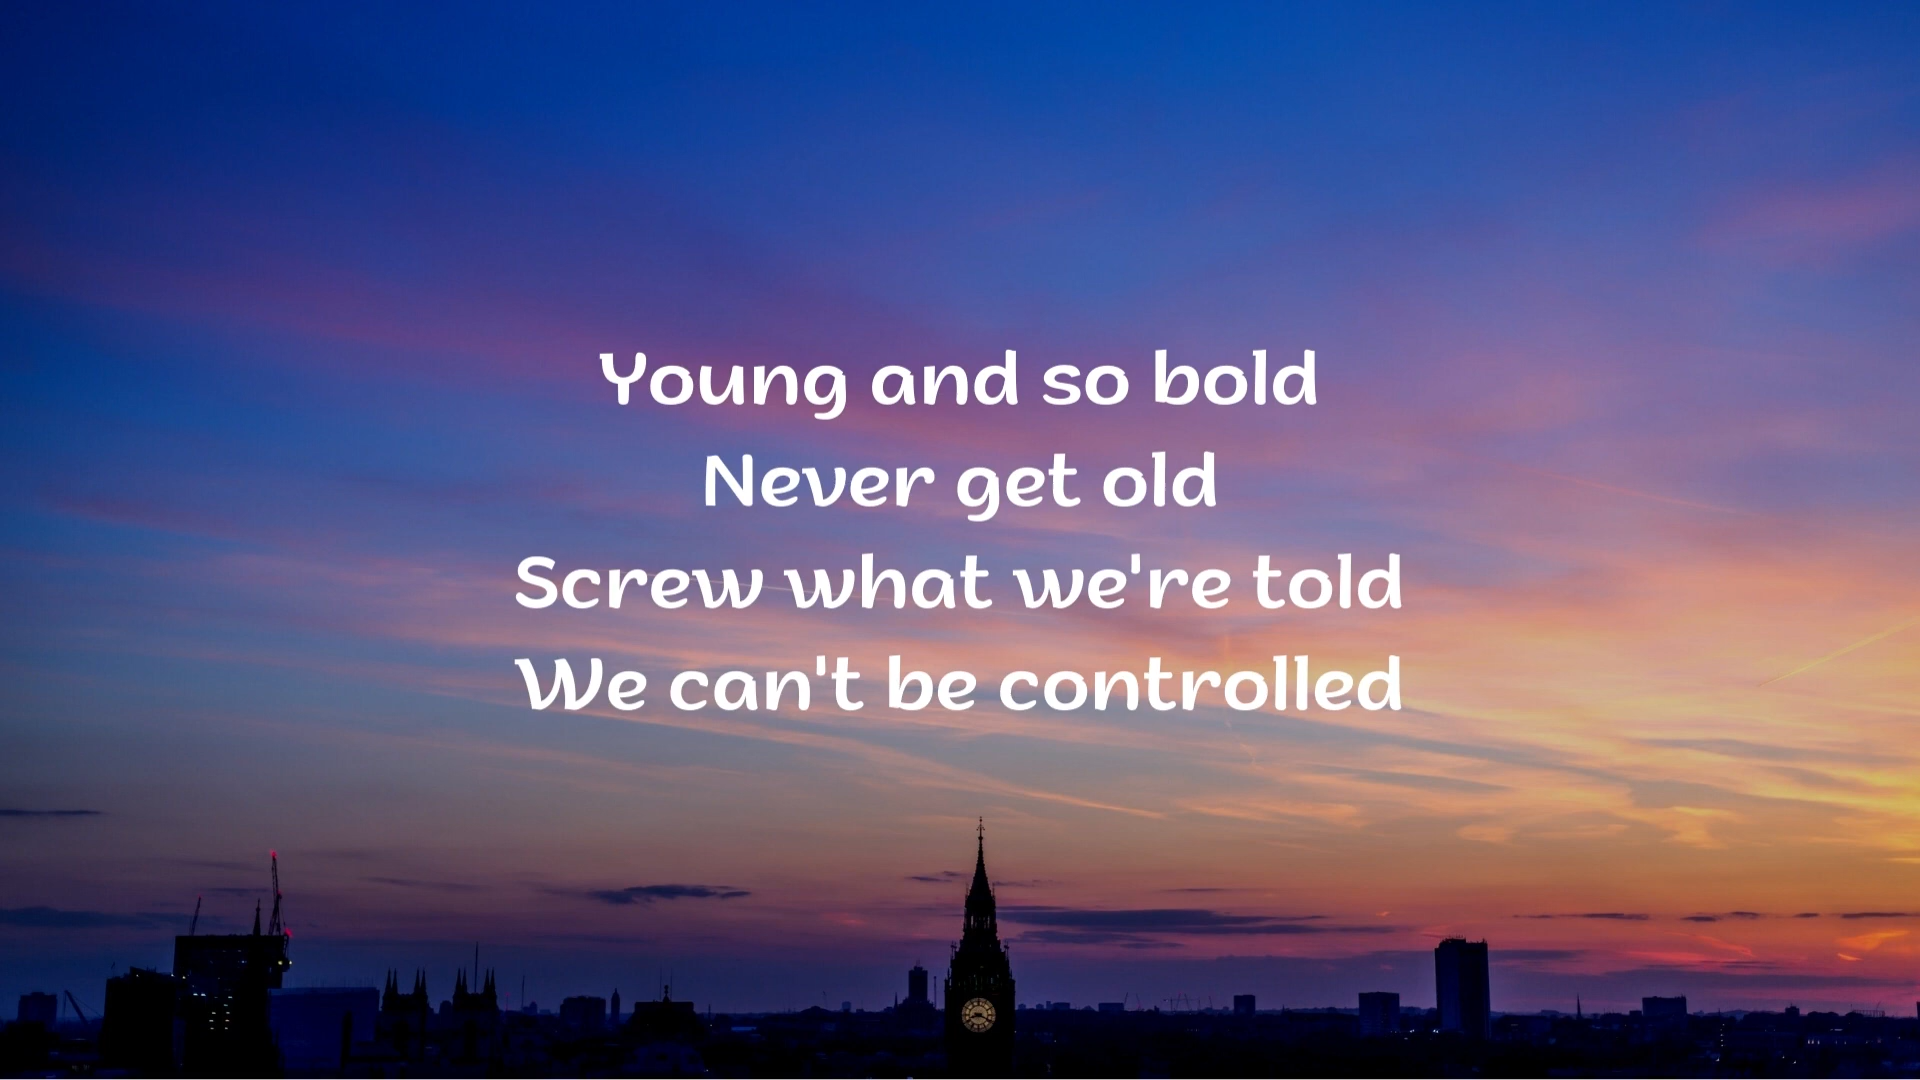 Young and so bold
Never get old
Screw what we're told
We can't be controlled